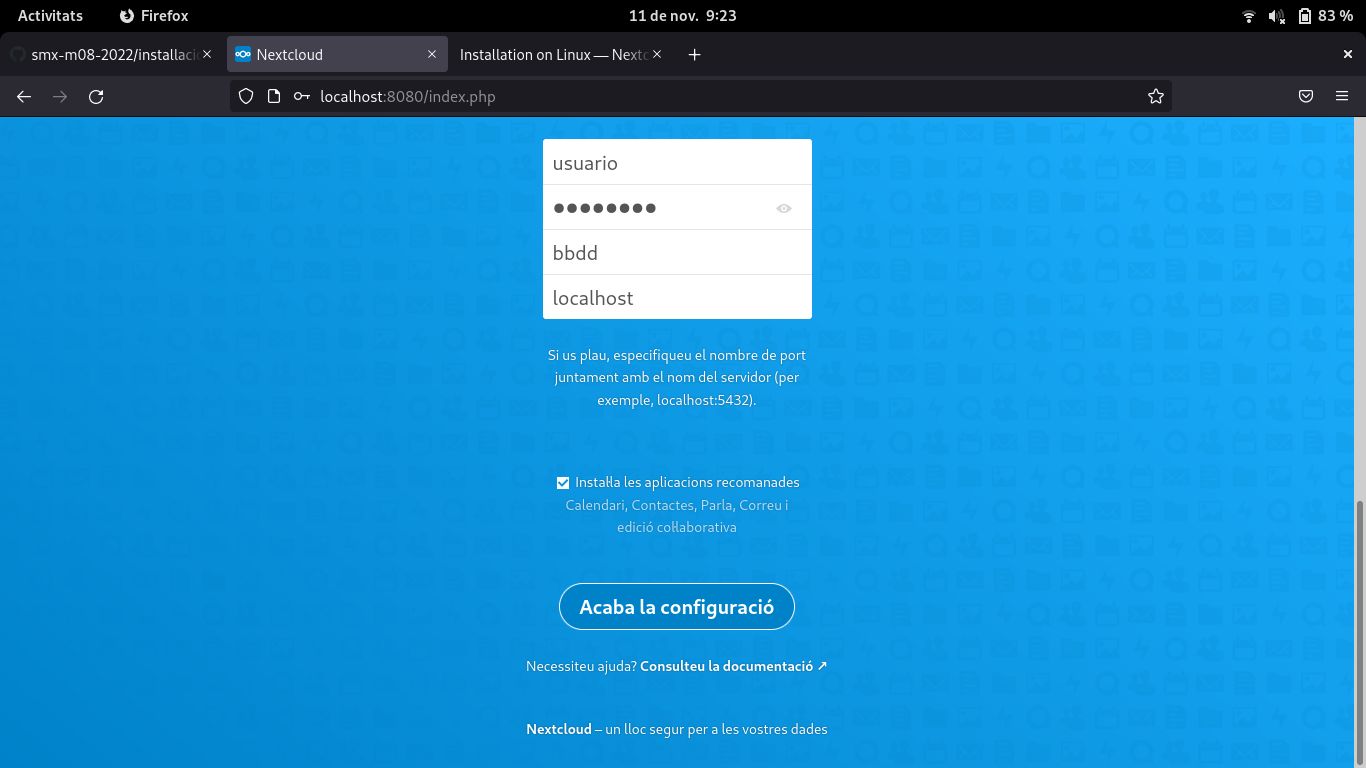 Activitats
Firefox
11 de nov. 9:23
83 %
smx-m08-2022/installaci
Nextcloud
Installation on Linux — Nextc
localhost:8080/index.php
usuario
bbdd
localhost
Si us plau, especifiqueu el nombre de port
juntament amb el nom del servidor (per
exemple, localhost:5432).
Instal·la les aplicacions recomanades
Calendari, Contactes, Parla, Correu i
edició col·laborativa
Acaba la configuració
Necessiteu ajuda? Consulteu la documentació ↗
Nextcloud – un lloc segur per a les vostres dades